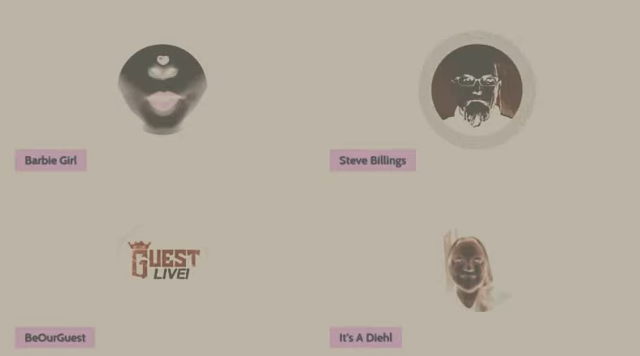 Barbie Girl
Steve Billings
GUEST
LIVE!
BeOurGuest
It's A Diehl